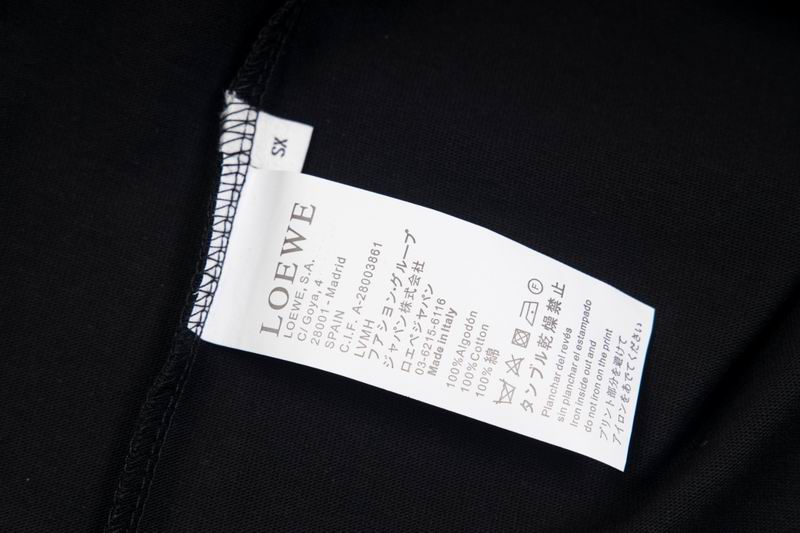 SX
LOEWE
LOEWE, S.A.
C/ Goya, 4
28001 - Madrid
SPAIN
C.I.F. A-28003861
LVMH
ファッション・グループ
ジャパン株式会社
ロエベジャパン
03-6215-6116
Made in Italy
100%Algodón
100%Cotton
100% 綿
タンブル乾燥禁止
Planchar del revés
sin planchar el estampado
Iron inside out and
do not iron on the print
プリント部分を避けて
アイロンをあててください